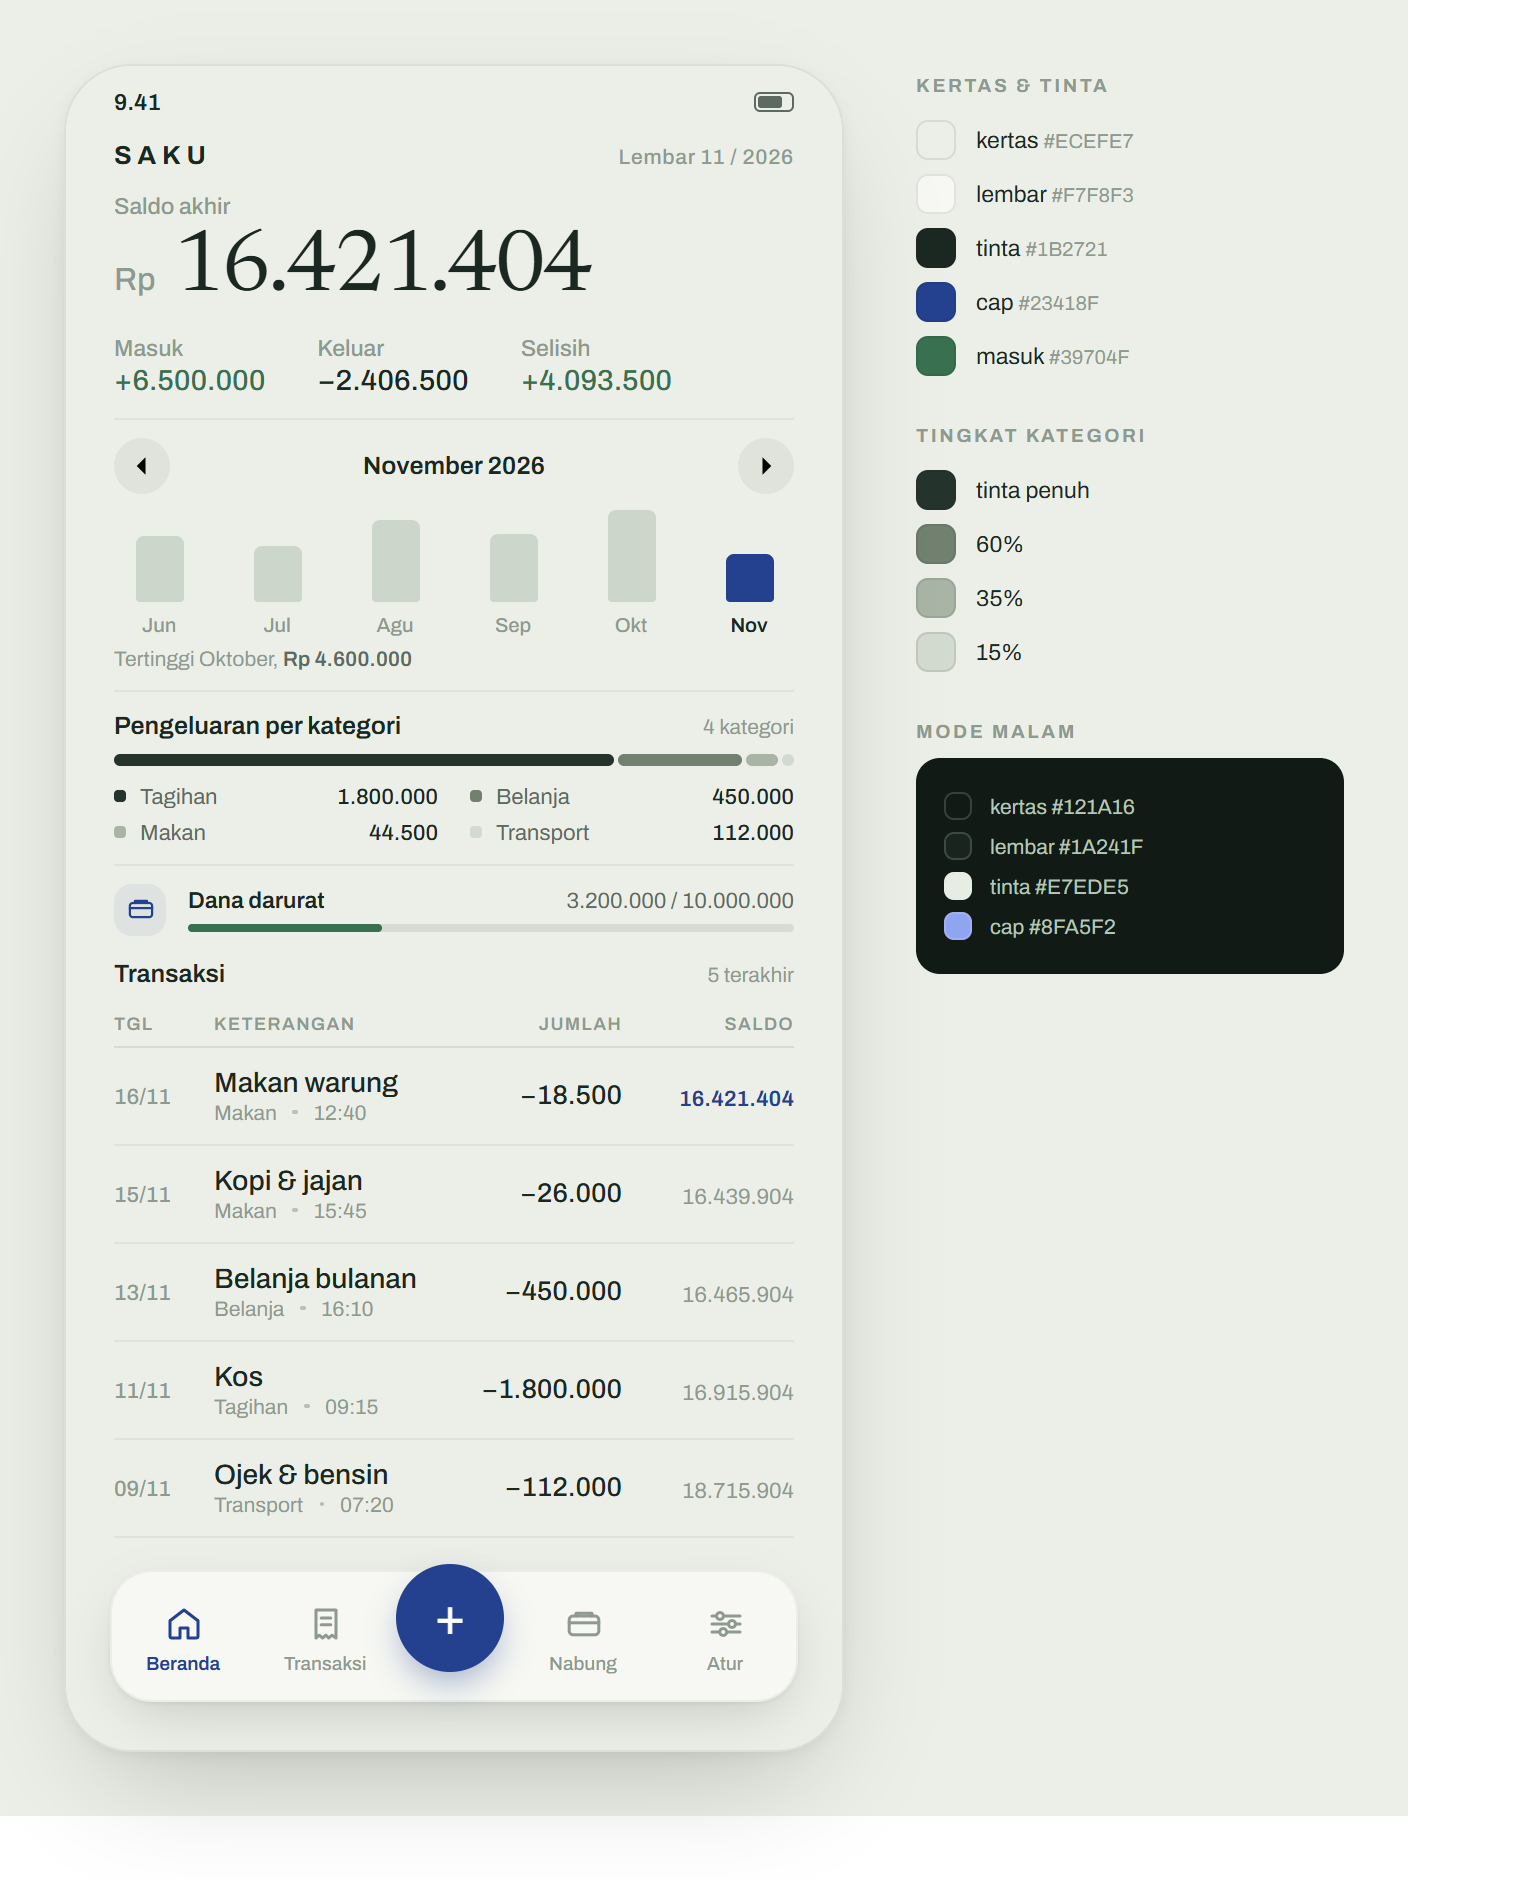 9.41
SAKU
Lembar 11 / 2026
Saldo akhir
Rp 16.421.404
Masuk Keluar Selisih
+6.500.000 −2.406.500 +4.093.500
November 2026
Jun Jul Agu Sep Okt Nov
Tertinggi Oktober, Rp 4.600.000
Pengeluaran per kategori 4 kategori
Tagihan 1.800.000 Belanja 450.000
Makan 44.500 Transport 112.000
Dana darurat 3.200.000 / 10.000.000
Transaksi 5 terakhir
TGL KETERANGAN JUMLAH SALDO
16/11 Makan warung −18.500 16.421.404
Makan • 12:40
15/11 Kopi & jajan −26.000 16.439.904
Makan • 15:45
13/11 Belanja bulanan −450.000 16.465.904
Belanja • 16:10
11/11 Kos −1.800.000 16.915.904
Tagihan • 09:15
09/11 Ojek & bensin −112.000 18.715.904
Transport • 07:20
+
Beranda Transaksi Nabung Atur
KERTAS & TINTA
kertas #ECEFE7
lembar #F7F8F3
tinta #1B2721
cap #23418F
masuk #39704F
TINGKAT KATEGORI
tinta penuh
60%
35%
15%
MODE MALAM
kertas #121A16
lembar #1A241F
tinta #E7EDE5
cap #8FA5F2